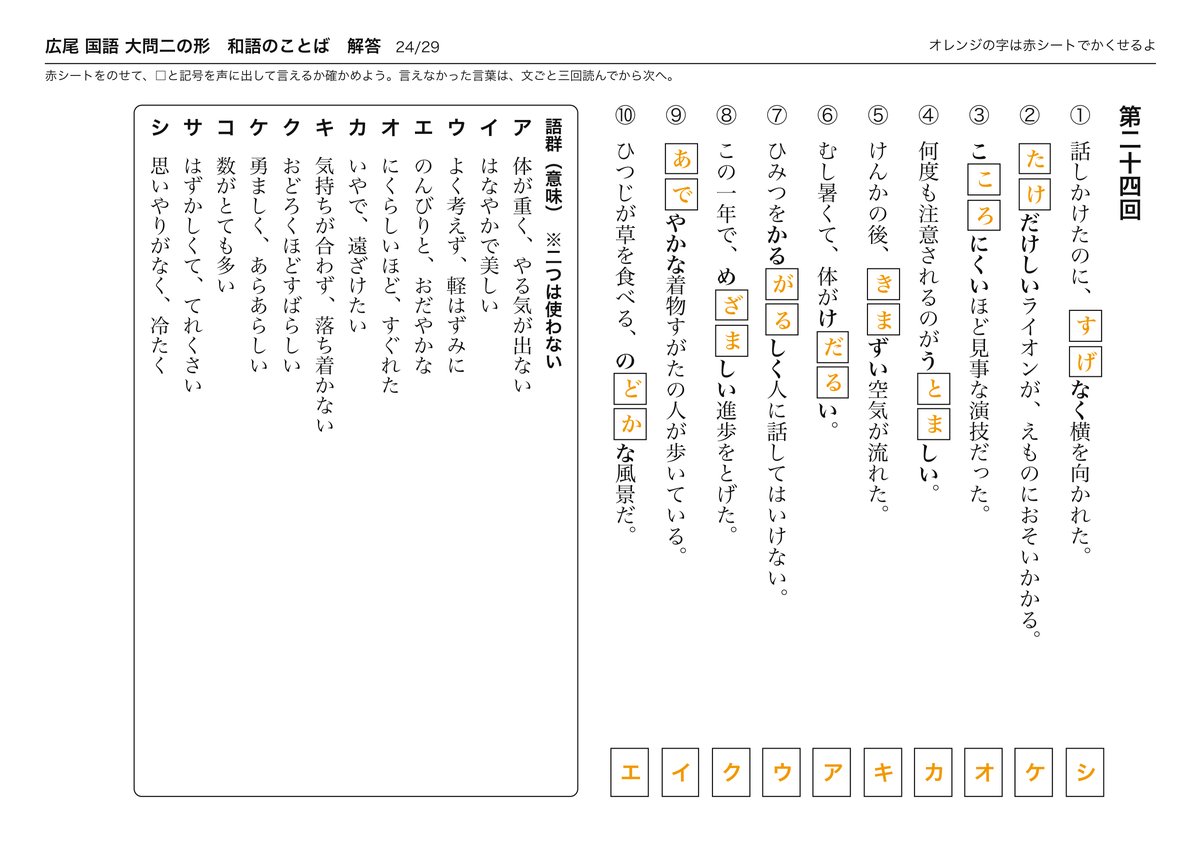 広尾 国語 大問二の形　和語のことば　解答　24/29
オレンジの字は赤シートでかくせるよ
赤シートをのせて、□と記号を声に出して言えるか確かめよう。言えなかった言葉は、文ごと三回読んでから次へ。
第二十四回
① 話しかけたのに、すげなく横を向かれた。 シ
② たけだけしいライオンが、えものにおそいかかる。 ケ
③ こころにくいほど見事な演技だった。 オ
④ 何度も注意されるのがうとましい。 カ
⑤ けんかの後、きまずい空気が流れた。 キ
⑥ むし暑くて、体がけだるい。 ア
⑦ ひみつをかるがるしく人に話してはいけない。 ウ
⑧ この一年で、めざましい進歩をとげた。 ク
⑨ あでやかな着物すがたの人が歩いている。 イ
⑩ ひつじが草を食べる、のどかな風景だ。 エ
語群（意味）　※二つは使わない
ア　体が重く、やる気が出ない
イ　はなやかで美しい
ウ　よく考えず、軽はずみに
エ　のんびりと、おだやかな
オ　にくらしいほど、すぐれた
カ　いやで、遠ざけたい
キ　気持ちが合わず、落ち着かない
ク　おどろくほどすばらしい
ケ　勇ましく、あらあらしい
コ　数がとても多い
サ　はずかしくて、てれくさい
シ　思いやりがなく、冷たく